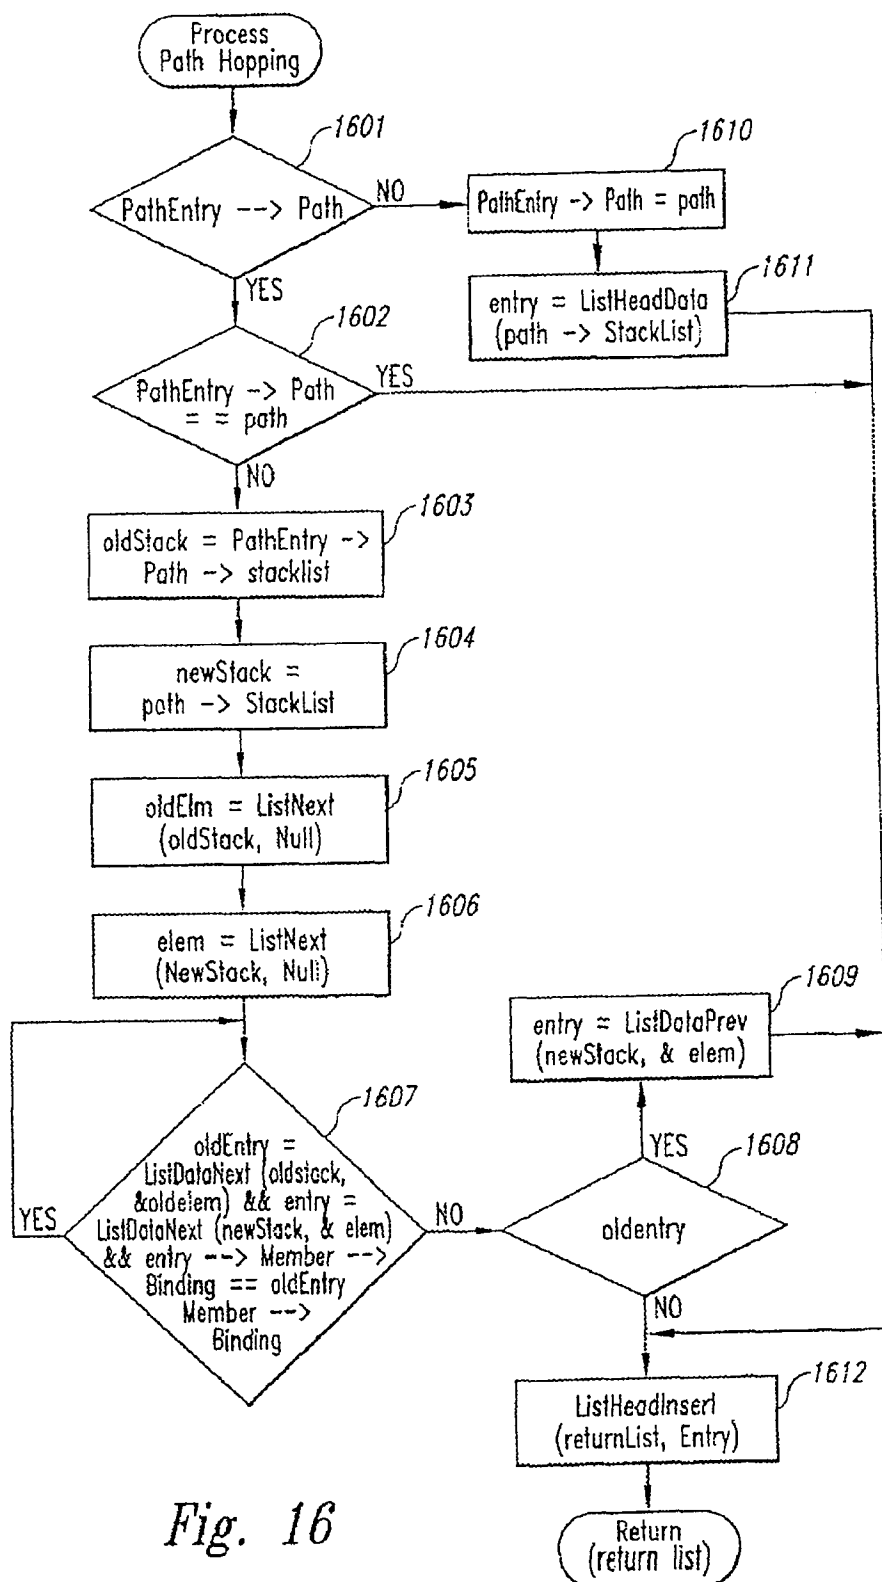 Process
Path Hopping
1601
PathEntry --> Path
NO
YES
1610
PathEntry -> Path = path
1611
entry = ListHeadData
(path -> StackList)
1602
PathEntry -> Path
= = path
YES
NO
1603
oldStack = PathEntry ->
Path -> stacklist
1604
newStack =
path -> StackList
1605
oldElm = ListNext
(oldStack, Null)
1606
elem = ListNext
(NewStack, Null)
1607
oldEntry =
ListDataNext (oldstack,
&oldelem) && entry =
ListDataNext (newStack, & elem)
&& entry --> Member -->
Binding == oldEntry
Member -->
Binding
YES
NO
1609
entry = ListDataPrev
(newStack, & elem)
YES
1608
oldentry
NO
1612
ListHeadInsert
(returnList, Entry)
Return
(return list)
Fig. 16